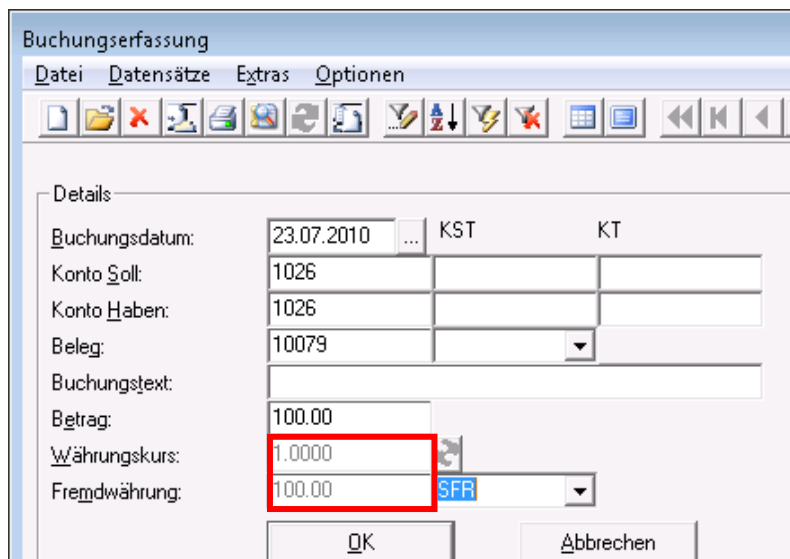 Buchungserfassung
Datei Datensätze Extras Optionen
Details
Buchungsdatum: 23.07.2010 ... KST KT
Konto Soll: 1026
Konto Haben: 1026
Beleg: 10079
Buchungstext:
Betrag: 100.00
Währungskurs: 1.0000
Fremdwährung: 100.00 SFR
OK Abbrechen